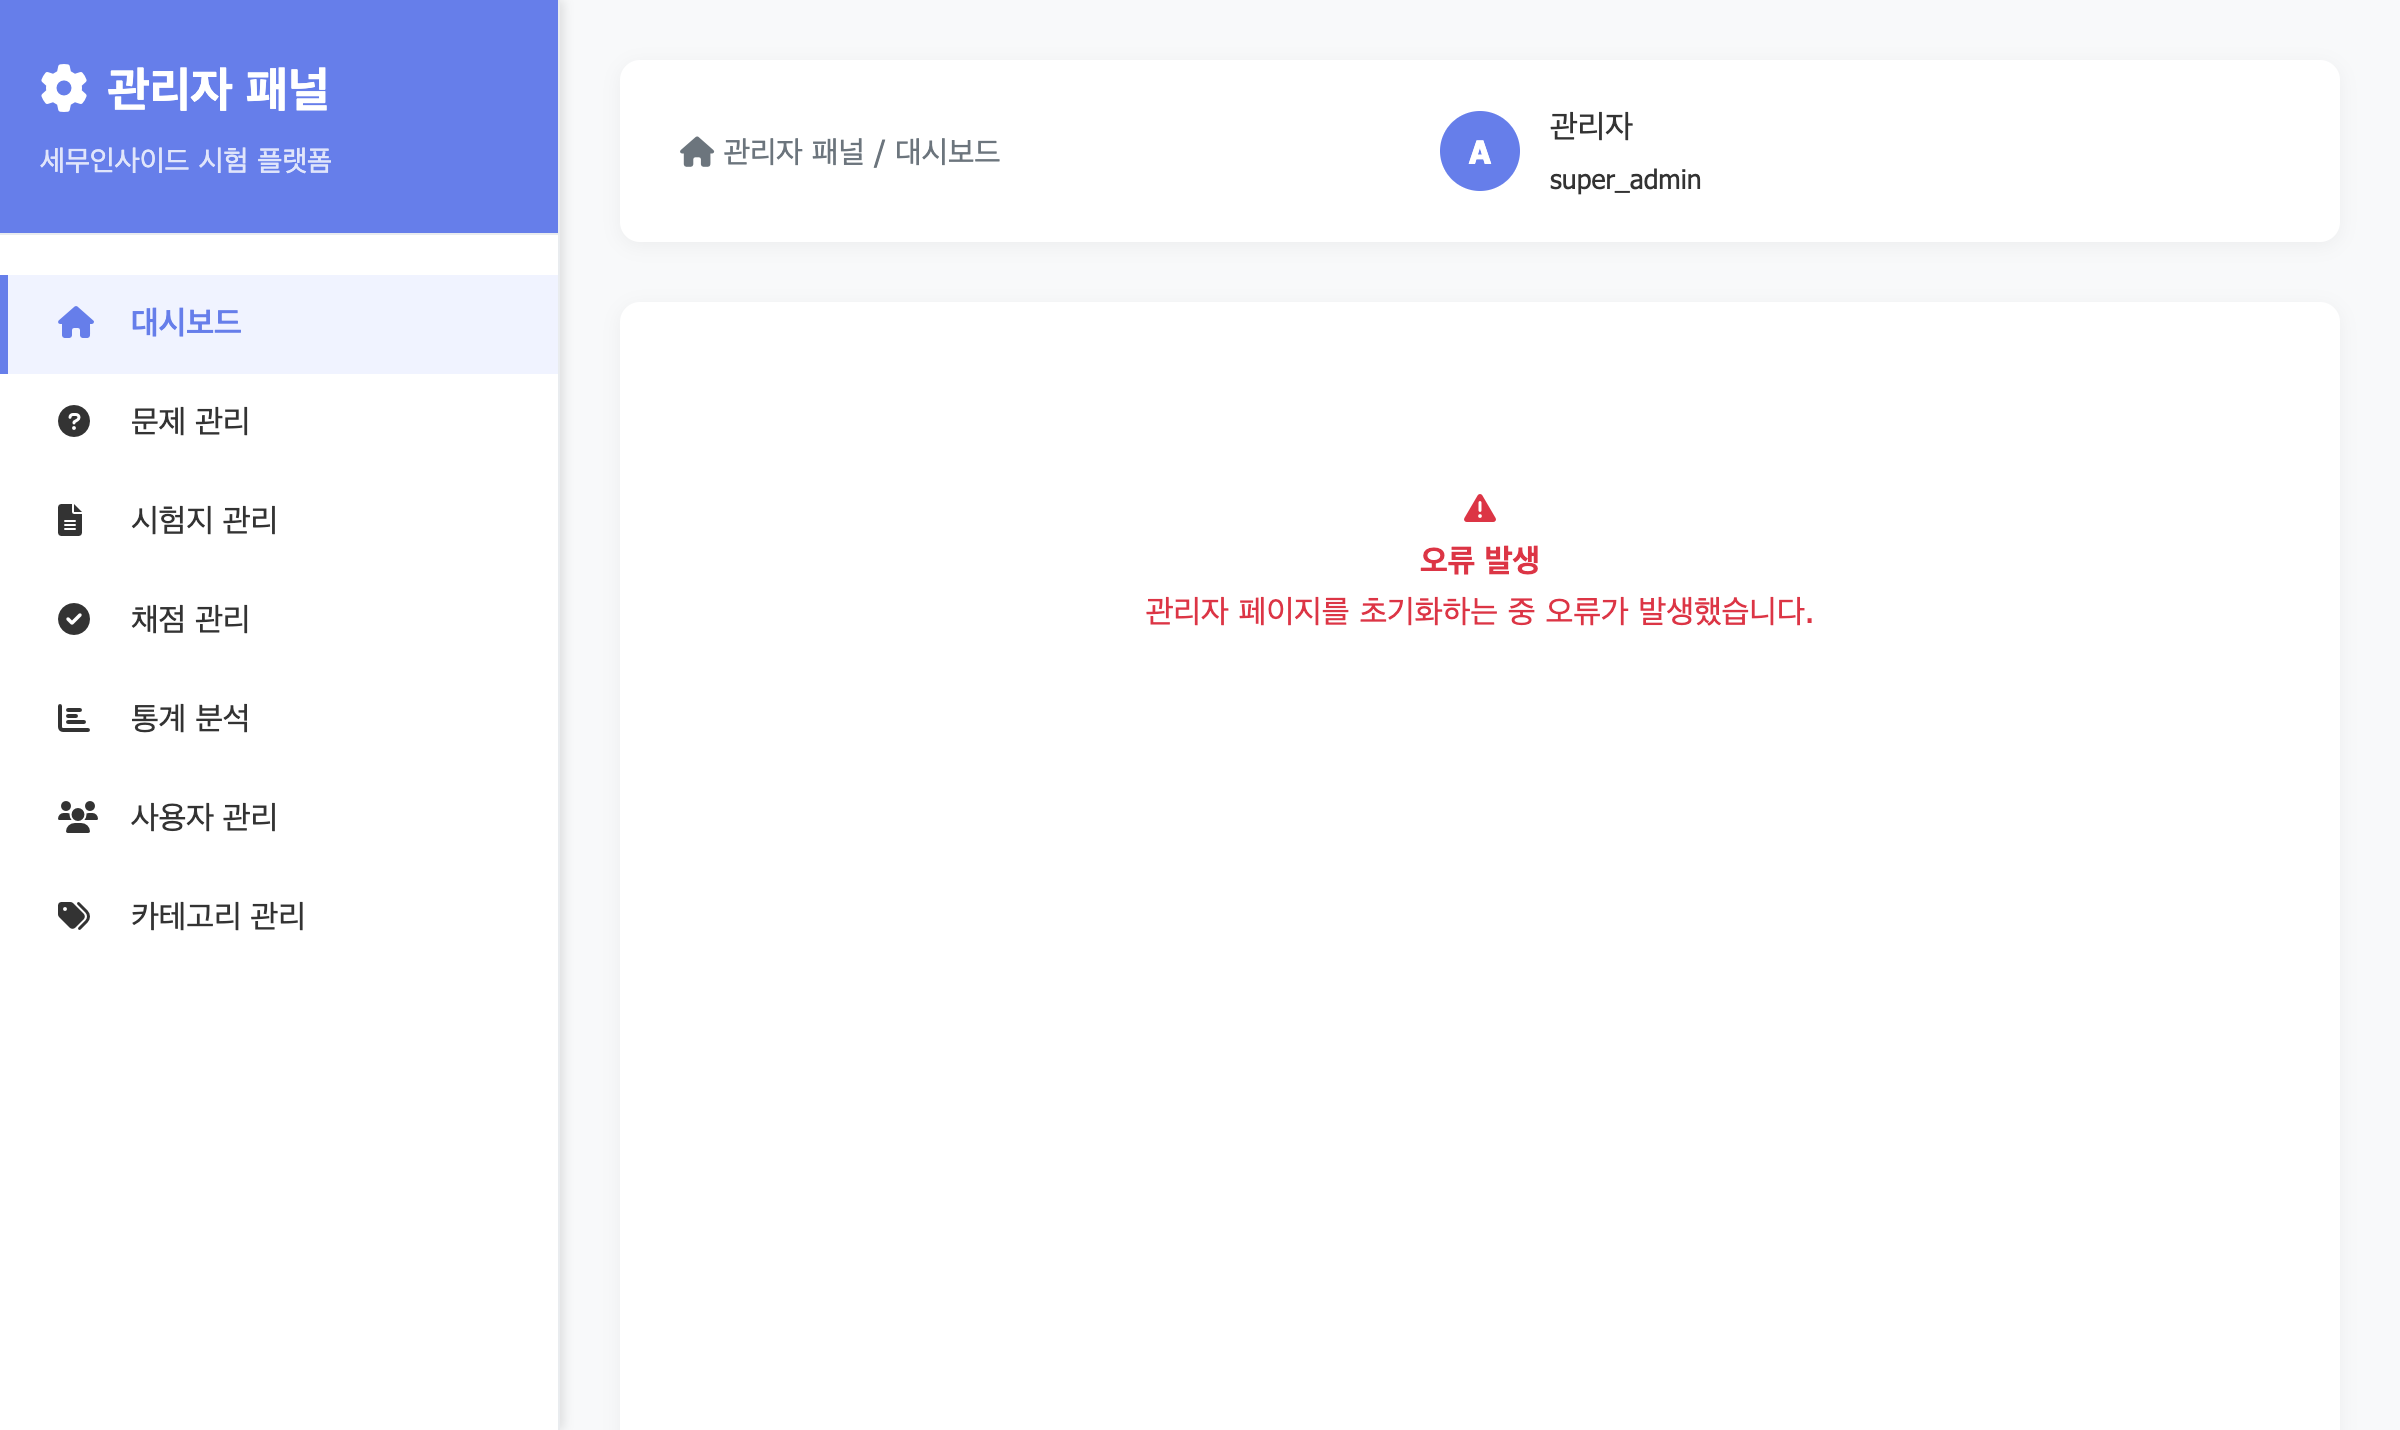 관리자 패널
세무인사이드 시험 플랫폼
대시보드
문제 관리
시험지 관리
채점 관리
통계 분석
사용자 관리
카테고리 관리
관리자 패널 / 대시보드
A
관리자
super_admin
오류 발생
관리자 페이지를 초기화하는 중 오류가 발생했습니다.